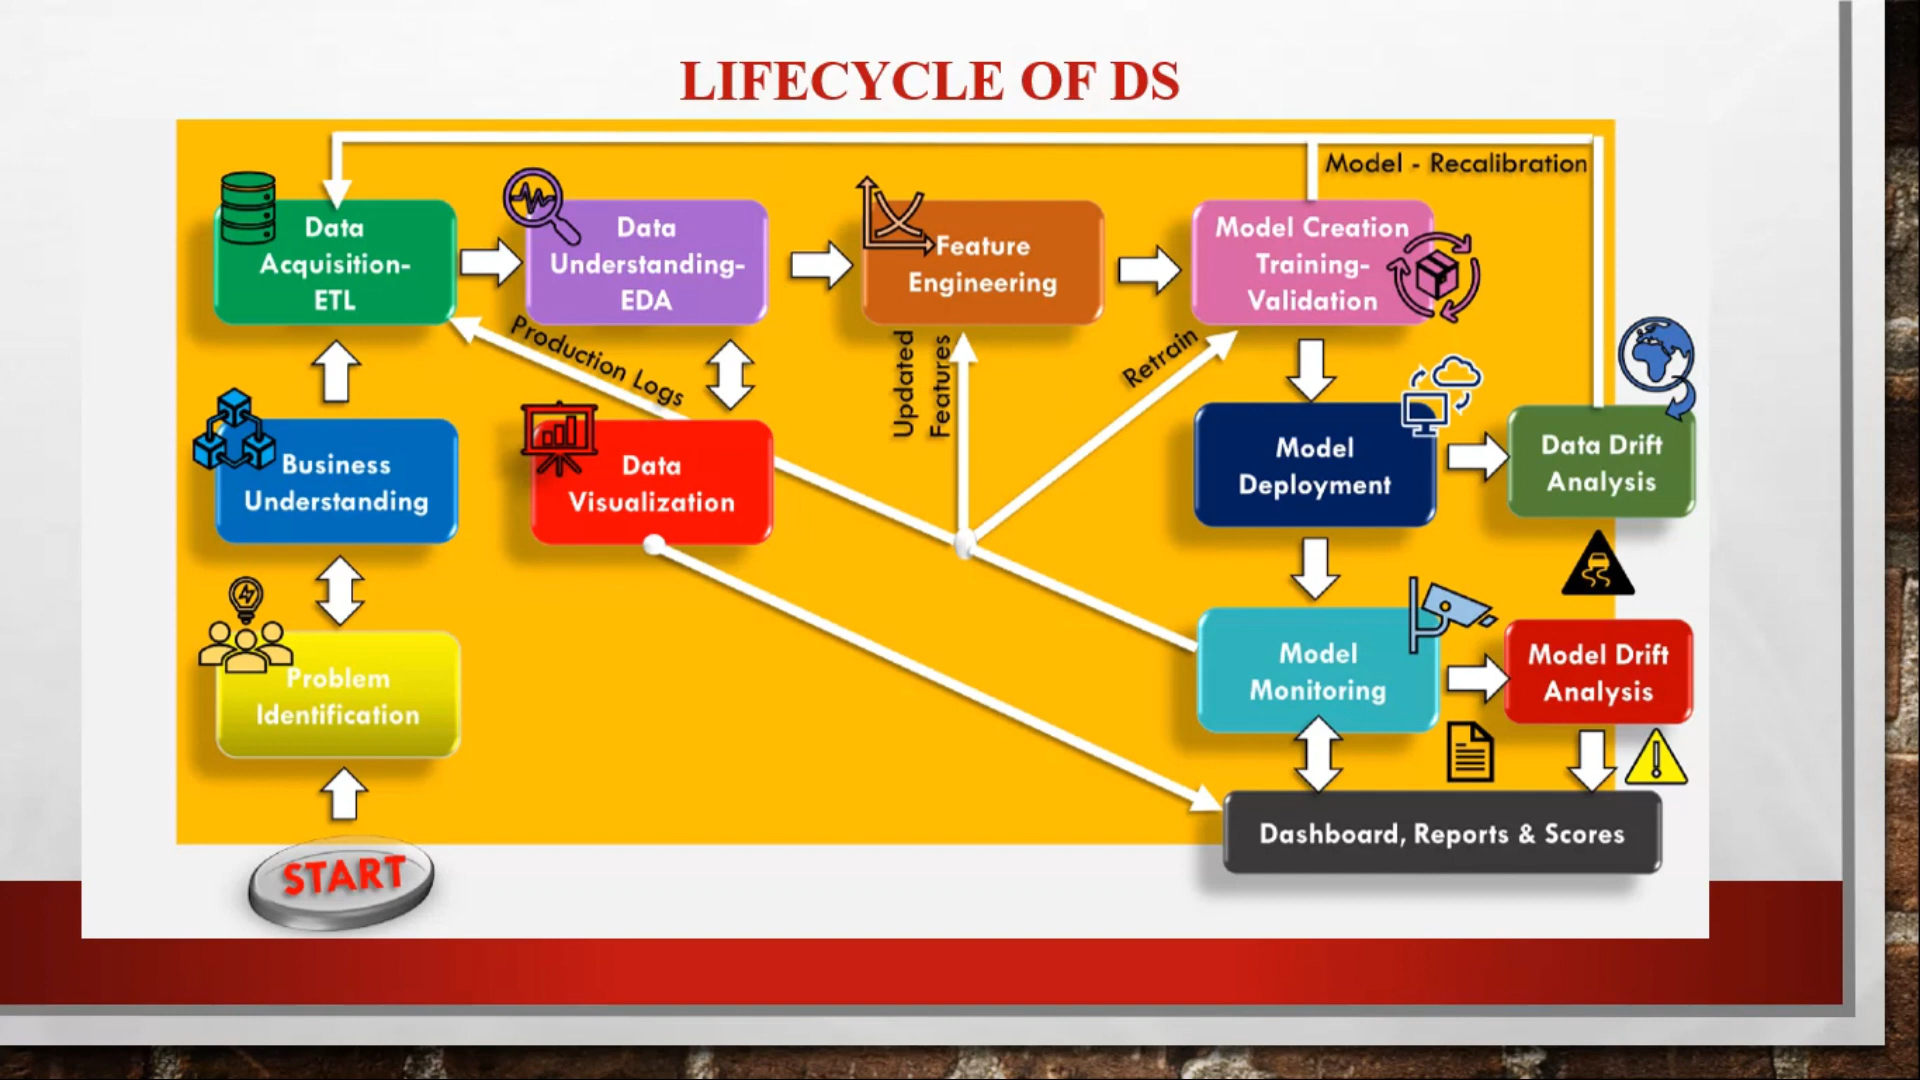 LIFECYCLE OF DS
Model - Recalibration
Data
Acquisition-
ETL
Data
Understanding-
EDA
Feature
Engineering
Model Creation
Training-
Validation
Production Logs
Updated
Features
Retrain
Business
Understanding
Data
Visualization
Model
Deployment
Data Drift
Analysis
Problem
Identification
Model
Monitoring
Model Drift
Analysis
Dashboard, Reports & Scores
START